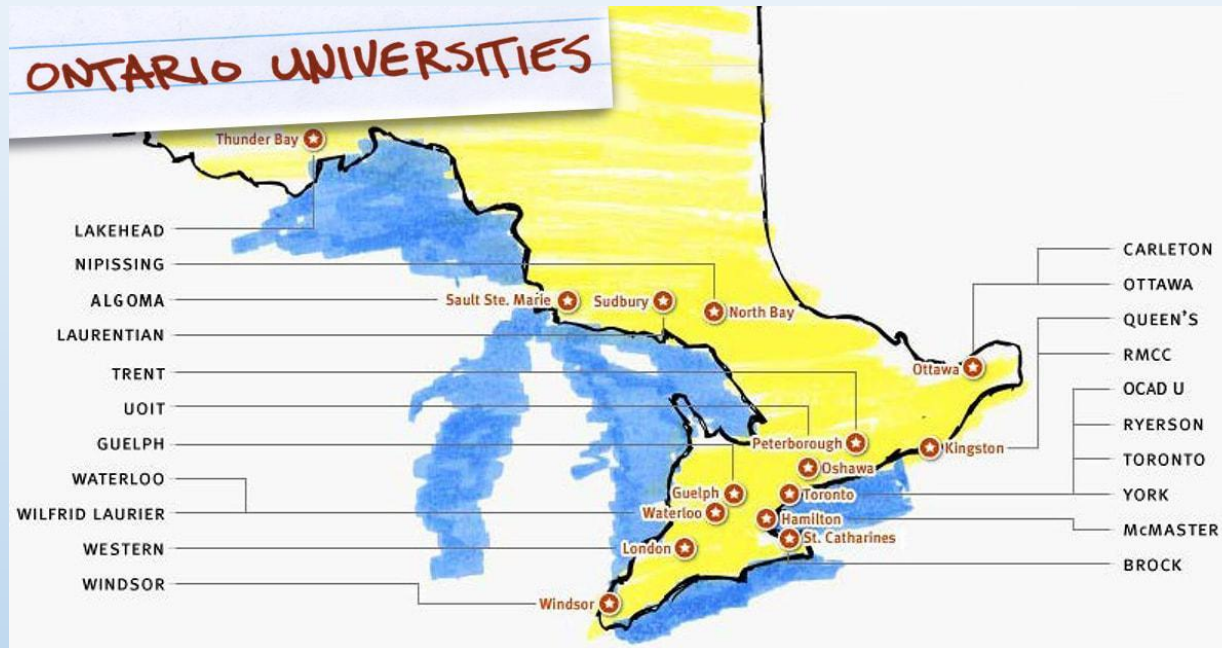 ONTARIO UNIVERSITIES
Thunder Bay
LAKEHEAD
NIPISSING
ALGOMA
LAURENTIAN
TRENT
UOIT
GUELPH
WATERLOO
WILFRID LAURIER
WESTERN
WINDSOR
Sault Ste. Marie
Sudbury
North Bay
Ottawa
Peterborough
Kingston
Oshawa
Guelph
Toronto
Waterloo
Hamilton
St. Catharines
London
Windsor
CARLETON
OTTAWA
QUEEN'S
RMCC
OCAD U
RYERSON
TORONTO
YORK
McMASTER
BROCK